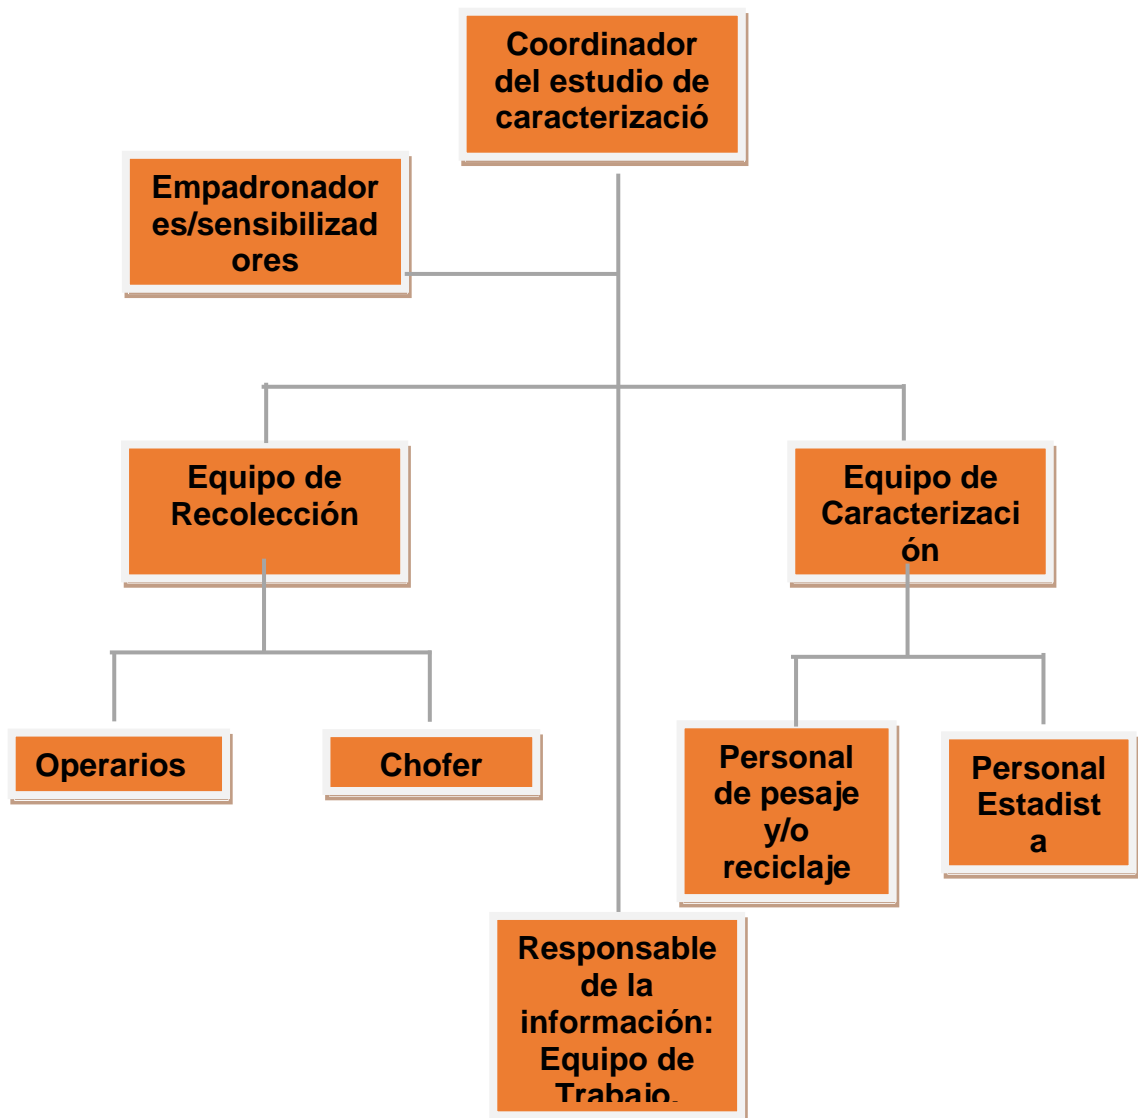 Coordinador
del estudio de
caracterizació
Empadronador
es/sensibilizad
ores
Equipo de
Recolección
Equipo de
Caracterizaci
ón
Operarios
Chofer
Personal
de pesaje
y/o
reciclaje
Personal
Estadist
a
Responsable
de la
información:
Equipo de
Trabajo.